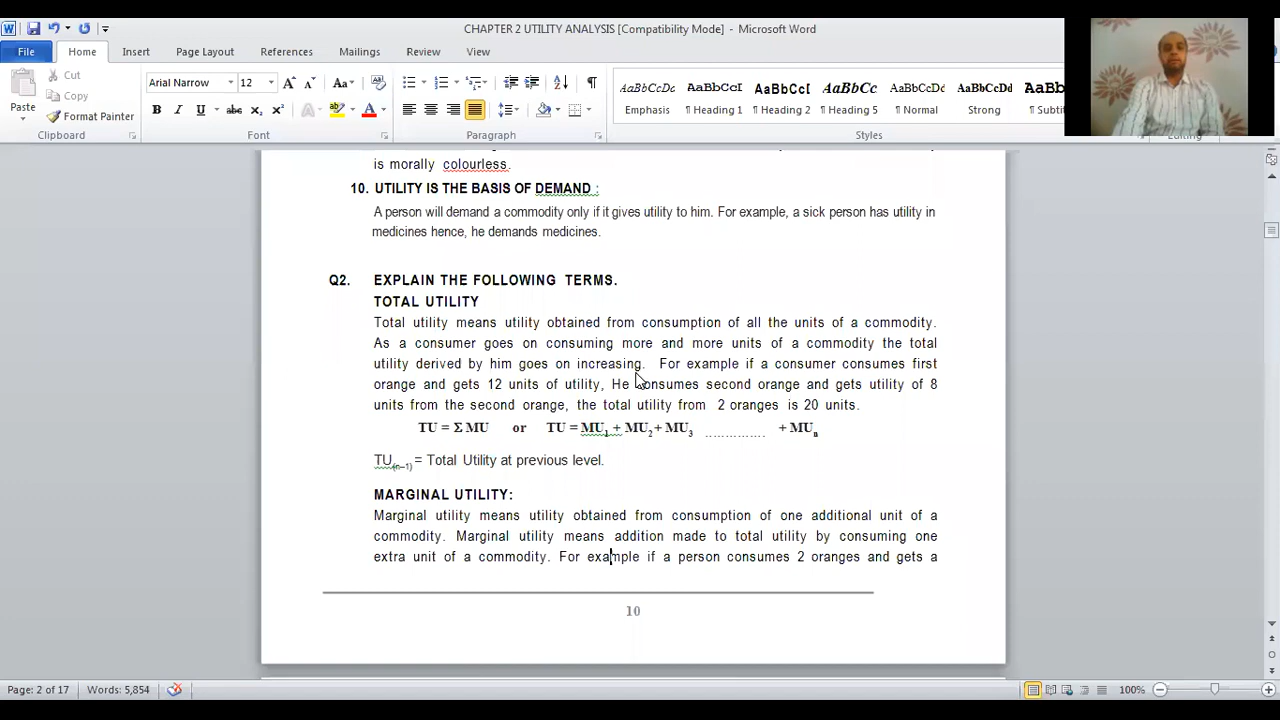 CHAPTER 2 UTILITY ANALYSIS [Compatibility Mode] - Microsoft Word
File Home Insert Page Layout References Mailings Review View
Cut
Copy
Paste
Format Painter
Arial Narrow 12
AaBbCcDc AaBbCcI AaBbCcI AaBbCc AaBbCcDd AaBbCcDc
Emphasis ¶ Heading 1 ¶ Heading 2 ¶ Heading 5 ¶ Normal Strong ¶ Subtit
Clipboard Font Paragraph Styles Editing
is morally colourless.
10. UTILITY IS THE BASIS OF DEMAND :
A person will demand a commodity only if it gives utility to him. For example, a sick person has utility in
medicines hence, he demands medicines.
Q2. EXPLAIN THE FOLLOWING TERMS.
TOTAL UTILITY
Total utility means utility obtained from consumption of all the units of a commodity.
As a consumer goes on consuming more and more units of a commodity the total
utility derived by him goes on increasing. For example if a consumer consumes first
orange and gets 12 units of utility, He consumes second orange and gets utility of 8
units from the second orange, the total utility from 2 oranges is 20 units.
TU = Σ MU or TU = MU₁ + MU₂ + MU₃ ............... + MUₙ
TU₍ₙ₋₁₎ = Total Utility at previous level.
MARGINAL UTILITY:
Marginal utility means utility obtained from consumption of one additional unit of a
commodity. Marginal utility means addition made to total utility by consuming one
extra unit of a commodity. For example if a person consumes 2 oranges and gets a
10
Page: 2 of 17 Words: 5,854 100%